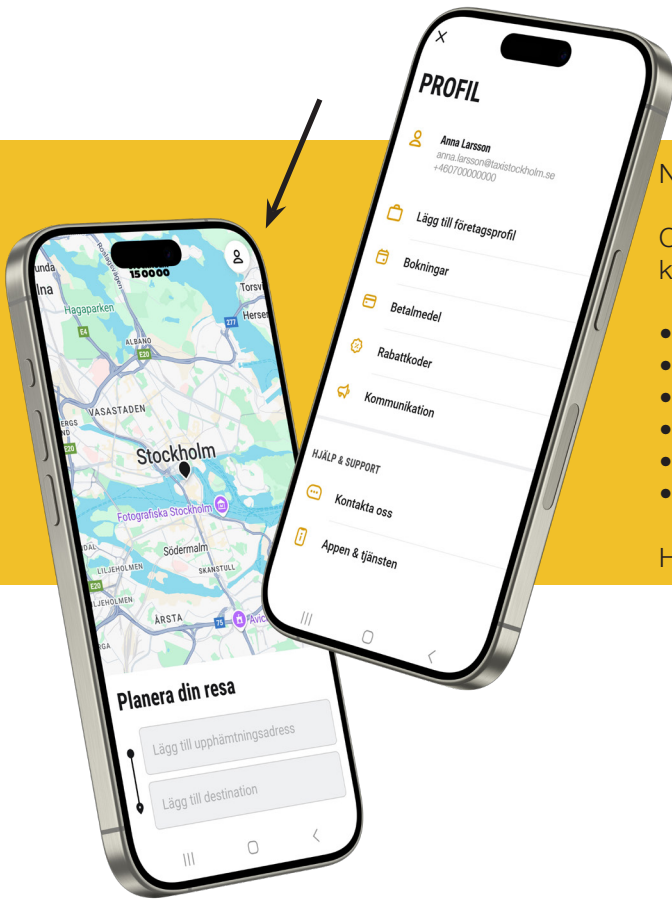 PROFIL
Anna Larsson
anna.larsson@taxistockholm.se
+460700000000
Lägg till företagsprofil
Bokningar
Betalmedel
Rabattkoder
Kommunikation
HJÄLP & SUPPORT
Kontakta oss
Appen & tjänsten
150000
Hagaparken
E4
ALBANO
E20
277
VASASTADEN
E20
Stockholm
Fotografiska Stockholm
Södermalm
LILJEHOLMEN
SKANSTULL
E20
ÅRSTA
75
Planera din resa
Lägg till upphämtningsadress
Lägg till destination